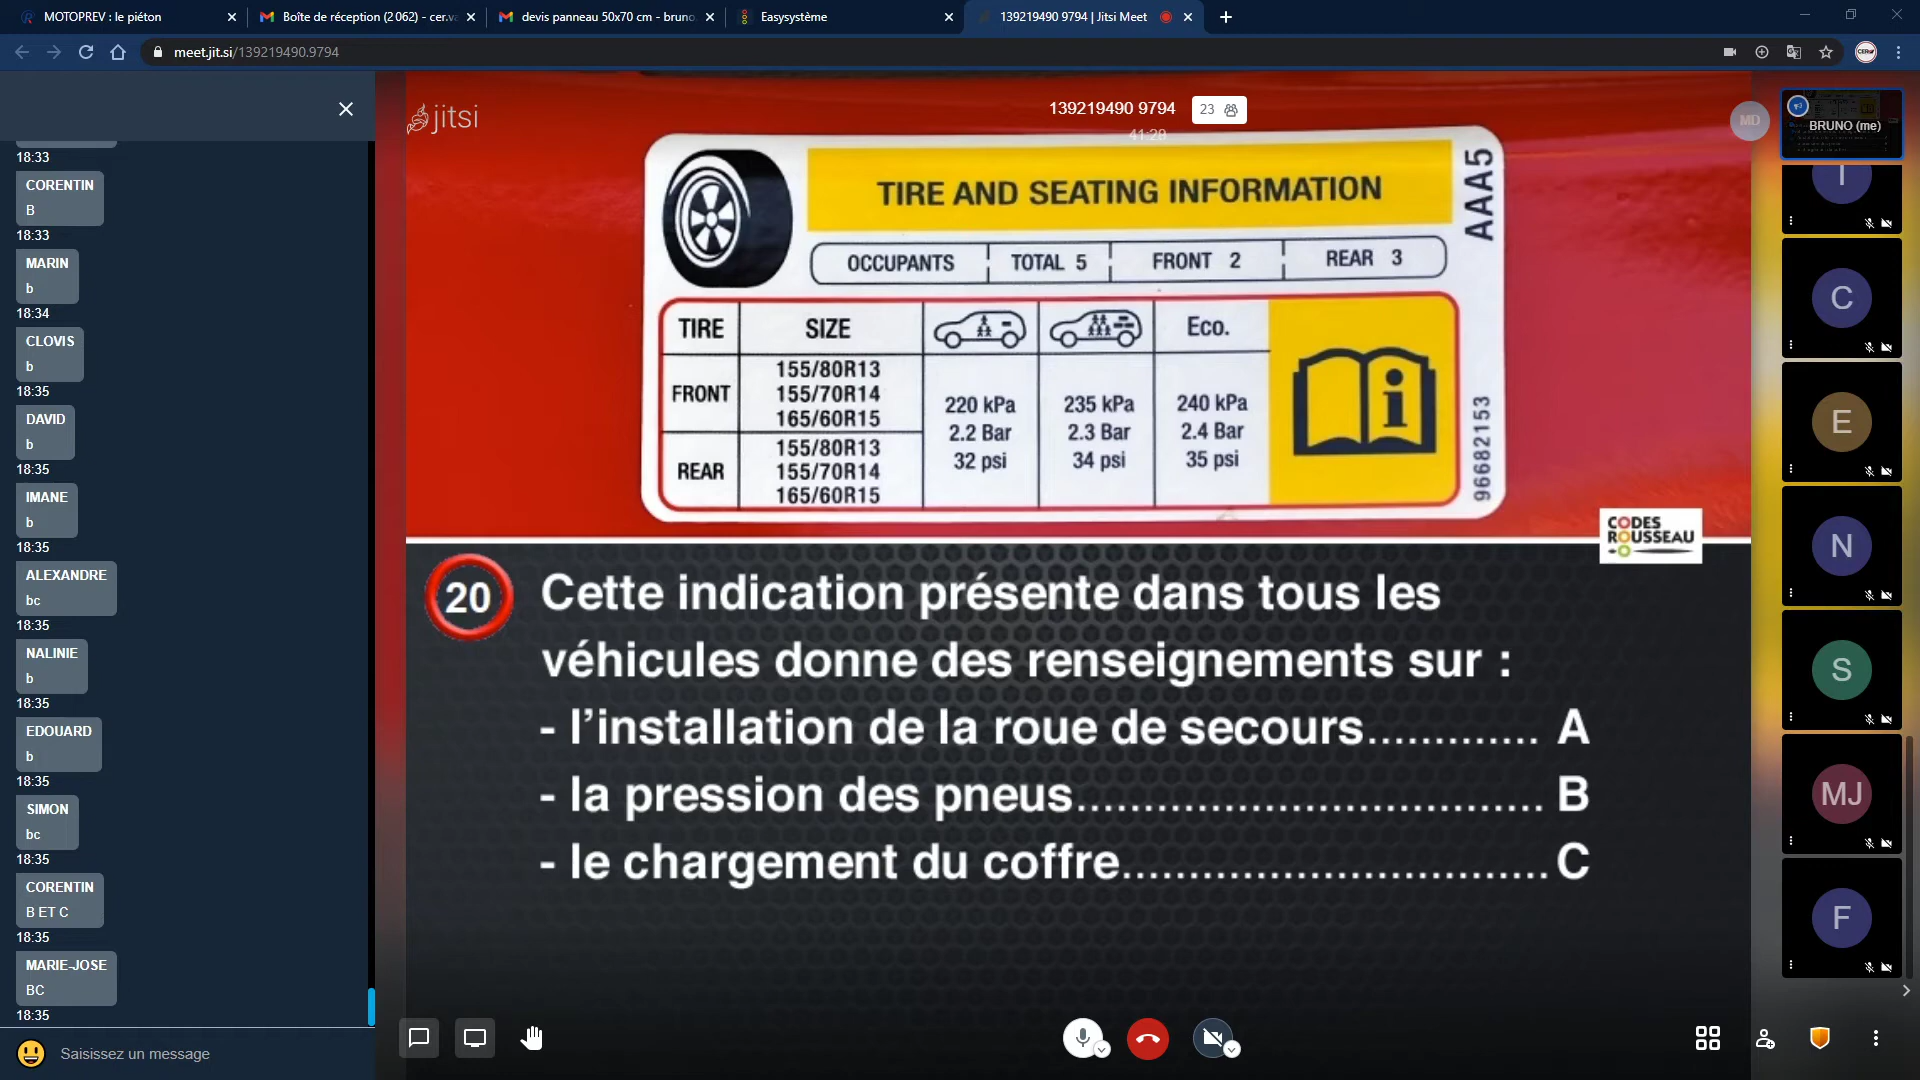 MOTOPREV : le piéton
Boîte de réception (2 062) - cer.va
devis panneau 50x70 cm - bruno.
Easysystème
139219490 9794 | Jitsi Meet
meet.jit.si/139219490.9794
18:33
CORENTIN
B
18:33
MARIN
b
18:34
CLOVIS
b
18:35
DAVID
b
18:35
IMANE
b
18:35
ALEXANDRE
bc
18:35
NALINIE
b
18:35
EDOUARD
b
18:35
SIMON
bc
18:35
CORENTIN
B ET C
18:35
MARIE-JOSE
BC
18:35
Saisissez un message
jitsi
139219490 9794
23
41:29
MD
TIRE AND SEATING INFORMATION
AAA5
OCCUPANTS TOTAL 5 FRONT 2 REAR 3
TIRE SIZE Eco.
FRONT
155/80R13
155/70R14
165/60R15
REAR
155/80R13
155/70R14
165/60R15
220 kPa
2.2 Bar
32 psi
235 kPa
2.3 Bar
34 psi
240 kPa
2.4 Bar
35 psi
96682153
CODES
ROUSSEAU
20
Cette indication présente dans tous les
véhicules donne des renseignements sur :
- l’installation de la roue de secours............. A
- la pression des pneus................................... B
- le chargement du coffre................................ C
BRUNO (me)
I
C
E
N
S
MJ
F